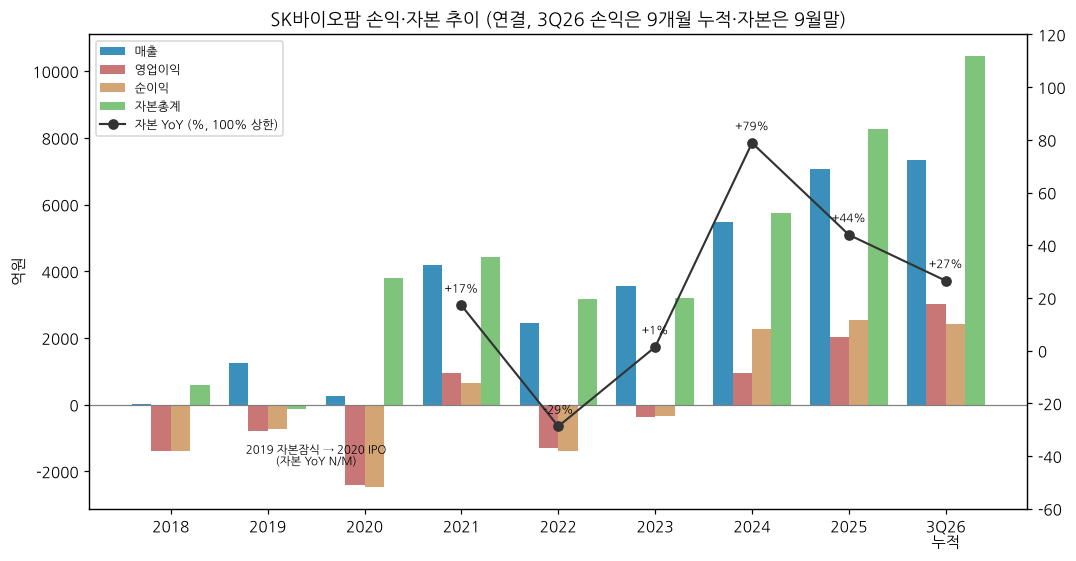 SK바이오팜 손익·자본 추이 (연결, 3Q26 손익은 9개월 누적·자본은 9월말)
매출
영업이익
순이익
자본총계
자본 YoY (%, 100% 상한)
억원
10000
8000
6000
4000
2000
0
-2000
120
100
80
60
40
20
0
-20
-40
-60
+17%
-29%
+1%
+79%
+44%
+27%
2019 자본잠식 → 2020 IPO
(자본 YoY N/M)
2018 2019 2020 2021 2022 2023 2024 2025 3Q26
누적